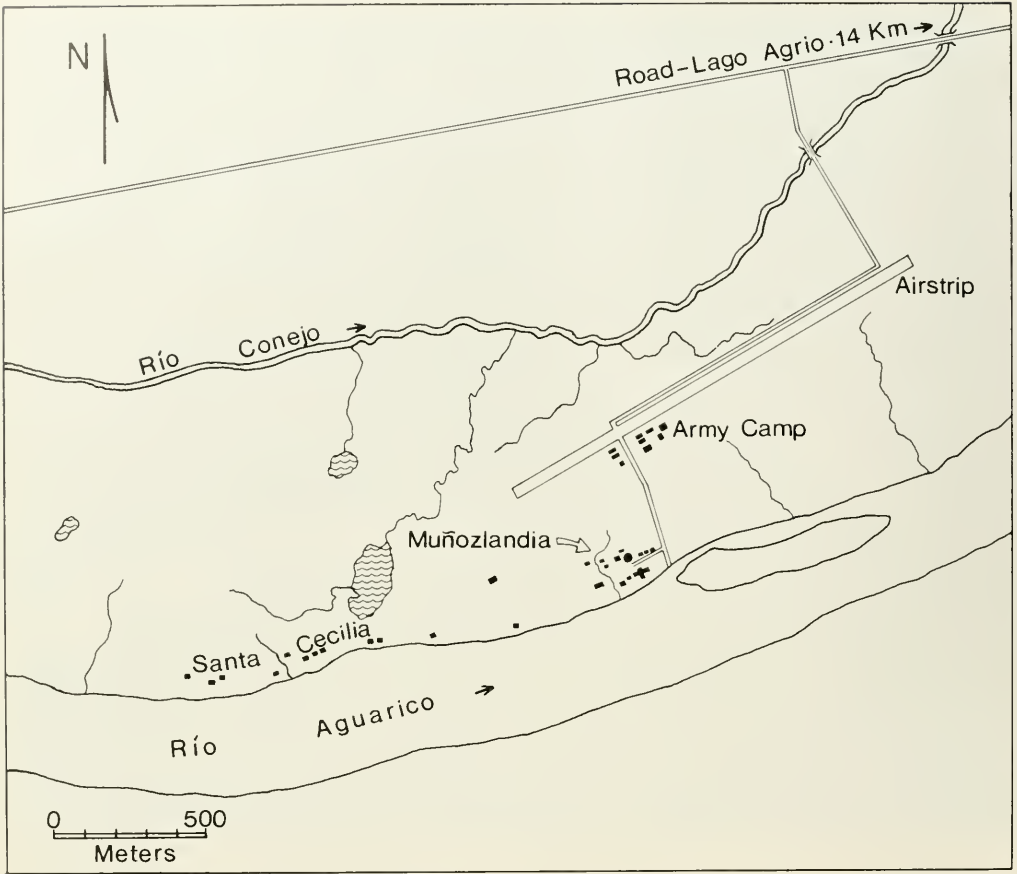 N
Road-Lago Agrio·14 Km
Airstrip
Río Conejo
Army Camp
Muñozlandia
Santa Cecilia
Río Aguarico
0 500
Meters